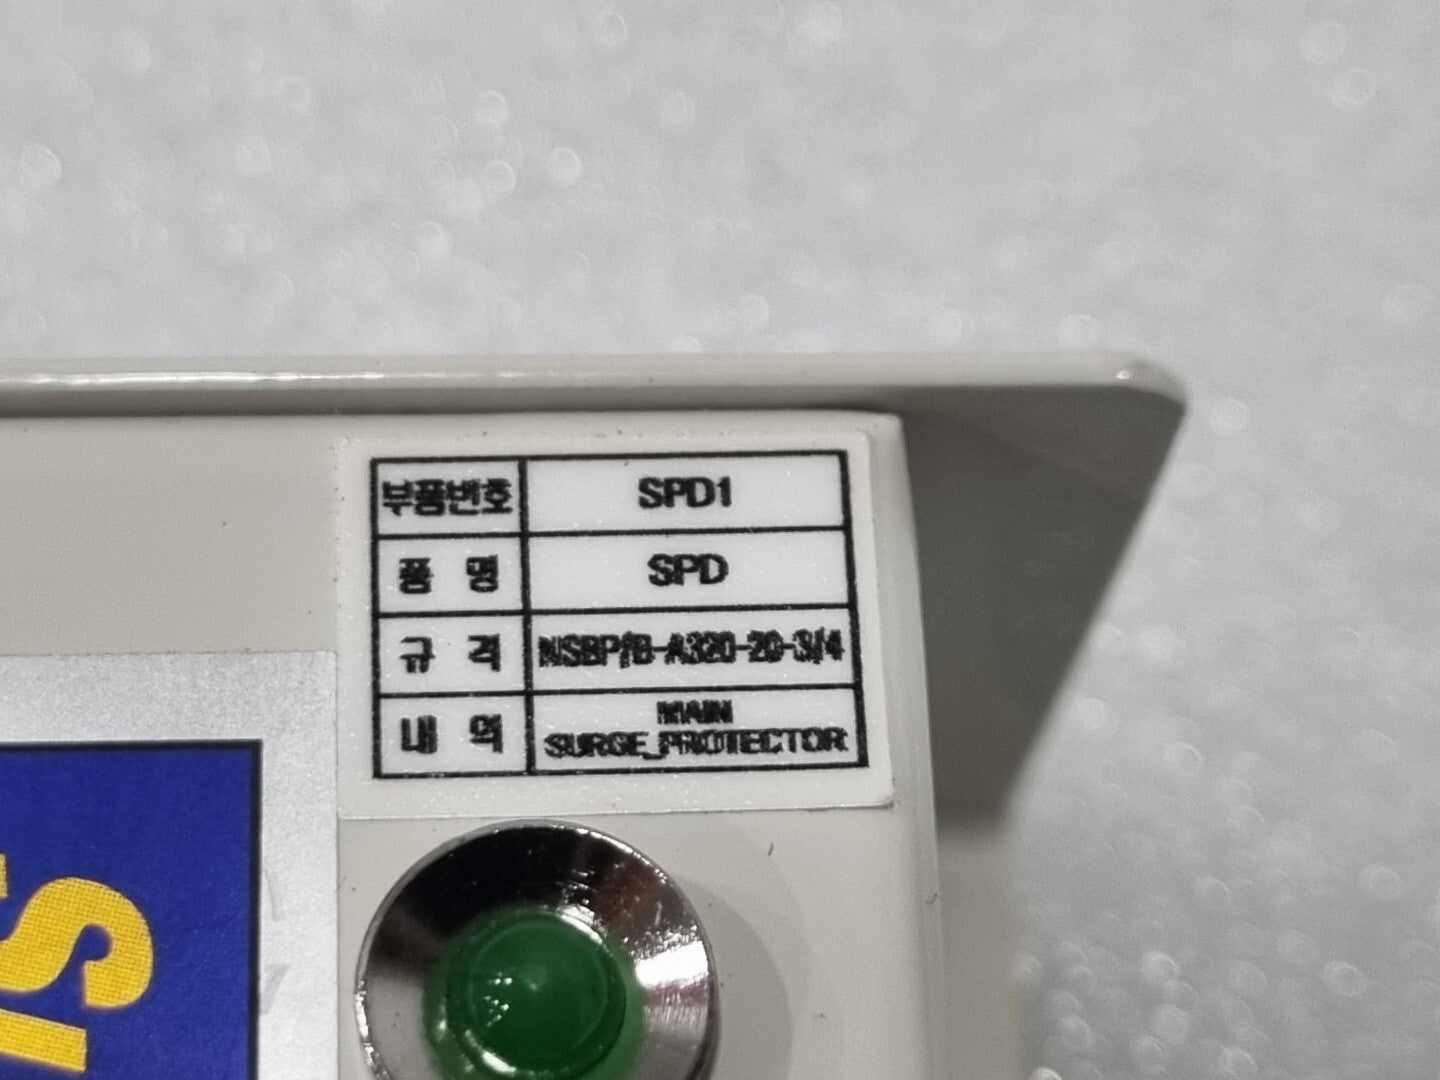 부품번호 SPD1
품 명 SPD
규 격 NSBP/B-A320-20-3/4
내 역 MAIN
SURGE_PROTECTOR